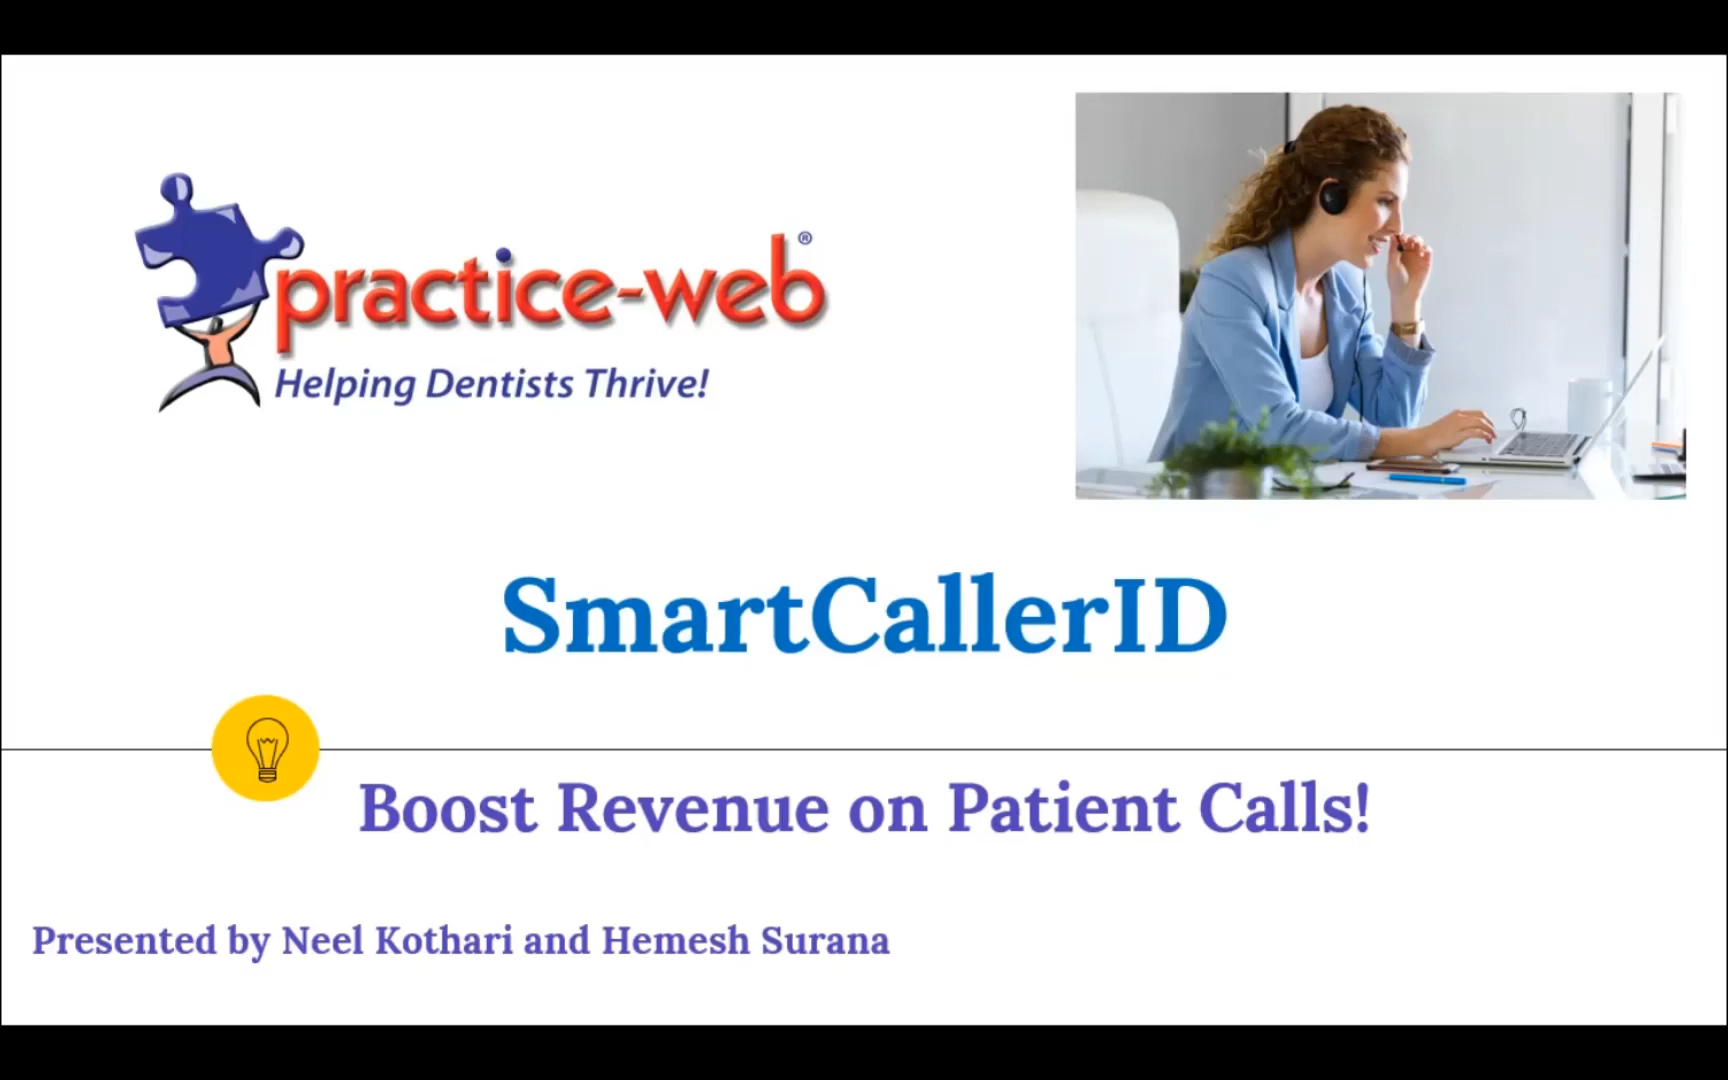 practice-web®
Helping Dentists Thrive!
SmartCallerID
Boost Revenue on Patient Calls!
Presented by Neel Kothari and Hemesh Surana